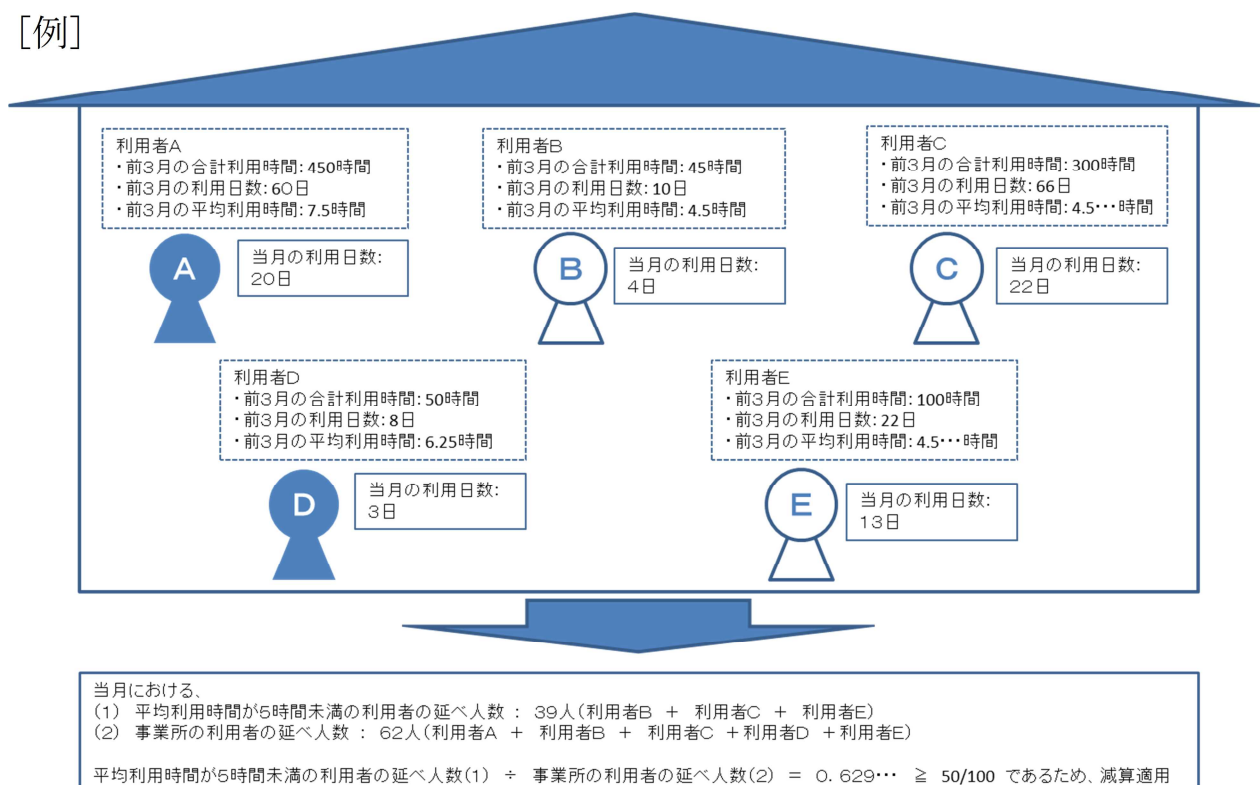 [例]
利用者A
・前3月の合計利用時間:450時間
・前3月の利用日数:60日
・前3月の平均利用時間:7.5時間
A
当月の利用日数:
20日
利用者B
・前3月の合計利用時間:45時間
・前3月の利用日数:10日
・前3月の平均利用時間:4.5時間
B
当月の利用日数:
4日
利用者C
・前3月の合計利用時間:300時間
・前3月の利用日数:66日
・前3月の平均利用時間:4.5・・・時間
C
当月の利用日数:
22日
利用者D
・前3月の合計利用時間:50時間
・前3月の利用日数:8日
・前3月の平均利用時間:6.25時間
D
当月の利用日数:
3日
利用者E
・前3月の合計利用時間:100時間
・前3月の利用日数:22日
・前3月の平均利用時間:4.5・・・時間
E
当月の利用日数:
13日
当月における、
(1) 平均利用時間が5時間未満の利用者の延べ人数 : 39人(利用者B + 利用者C + 利用者E)
(2) 事業所の利用者の延べ人数 : 62人(利用者A + 利用者B + 利用者C +利用者D +利用者E)
平均利用時間が5時間未満の利用者の延べ人数(1) ÷ 事業所の利用者の延べ人数(2) = 0.629・・・ ≧ 50/100 であるため、減算適用